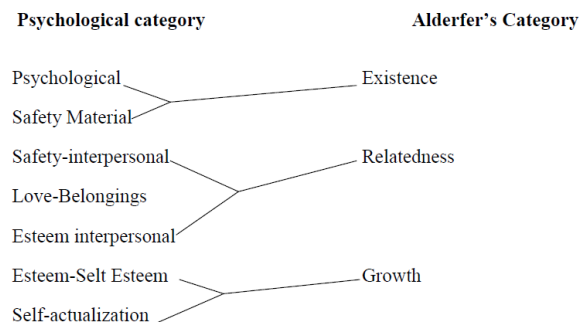 Psychological category Alderfer's Category
Psychological Existence
Safety Material
Safety-interpersonal Relatedness
Love-Belongings
Esteem interpersonal
Esteem-Selt Esteem Growth
Self-actualization